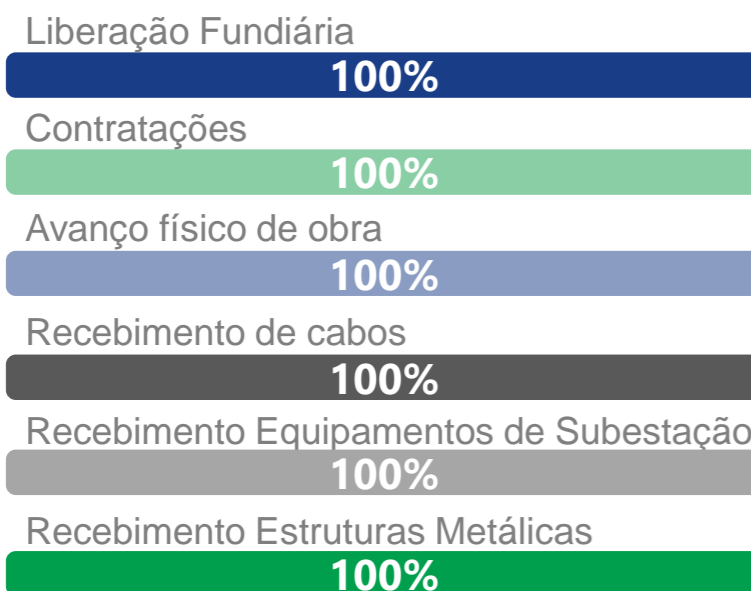 Liberação Fundiária
100%
Contratações
100%
Avanço físico de obra
100%
Recebimento de cabos
100%
Recebimento Equipamentos de Subestação
100%
Recebimento Estruturas Metálicas
100%